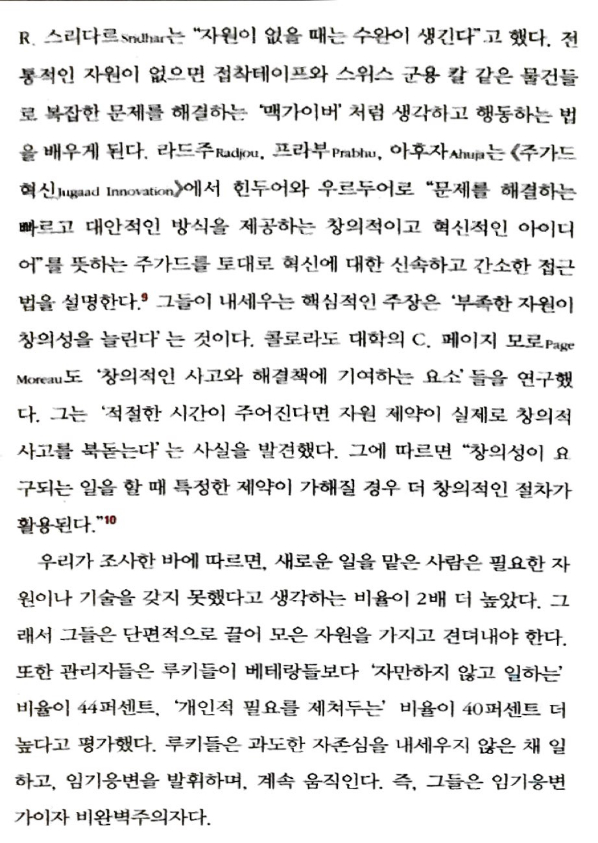 R. 스리다르Sridhar는 “자원이 없을 때는 수완이 생긴다”고 했다. 전
통적인 자원이 없으면 접착테이프와 스위스 군용 칼 같은 물건들
로 복잡한 문제를 해결하는 ‘맥가이버’처럼 생각하고 행동하는 법
을 배우게 된다. 라드주Radjou, 프라부Prabhu, 아후자Ahuja는 《주가드
혁신Jugaad Innovation》에서 힌두어와 우르두어로 “문제를 해결하는
빠르고 대안적인 방식을 제공하는 창의적이고 혁신적인 아이디
어”를 뜻하는 주가드를 토대로 혁신에 대한 신속하고 간소한 접근
법을 설명한다.9 그들이 내세우는 핵심적인 주장은 ‘부족한 자원이
창의성을 늘린다’는 것이다. 콜로라도 대학의 C. 페이지 모로Page
Moreau도 ‘창의적인 사고와 해결책에 기여하는 요소’들을 연구했
다. 그는 ‘적절한 시간이 주어진다면 자원 제약이 실제로 창의적
사고를 북돋는다’는 사실을 발견했다. 그에 따르면 “창의성이 요
구되는 일을 할 때 특정한 제약이 가해질 경우 더 창의적인 절차가
활용된다.”10
우리가 조사한 바에 따르면, 새로운 일을 맡은 사람은 필요한 자
원이나 기술을 갖지 못했다고 생각하는 비율이 2배 더 높았다. 그
래서 그들은 단편적으로 끌어 모은 자원을 가지고 견뎌내야 한다.
또한 관리자들은 루키들이 베테랑들보다 ‘자만하지 않고 일하는’
비율이 44퍼센트, ‘개인적 필요를 제쳐두는’ 비율이 40퍼센트 더
높다고 평가했다. 루키들은 과도한 자존심을 내세우지 않은 채 일
하고, 임기응변을 발휘하며, 계속 움직인다. 즉, 그들은 임기응변
가이자 비완벽주의자다.